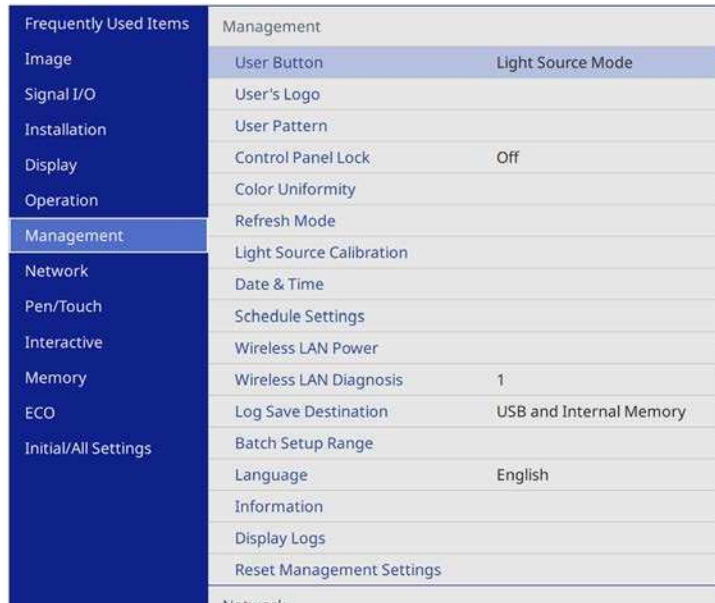 Frequently Used Items
Image
Signal I/O
Installation
Display
Operation
Management
Network
Pen/Touch
Interactive
Memory
ECO
Initial/All Settings
Management
User Button Light Source Mode
User's Logo
User Pattern
Control Panel Lock Off
Color Uniformity
Refresh Mode
Light Source Calibration
Date & Time
Schedule Settings
Wireless LAN Power
Wireless LAN Diagnosis 1
Log Save Destination USB and Internal Memory
Batch Setup Range
Language English
Information
Display Logs
Reset Management Settings
Network